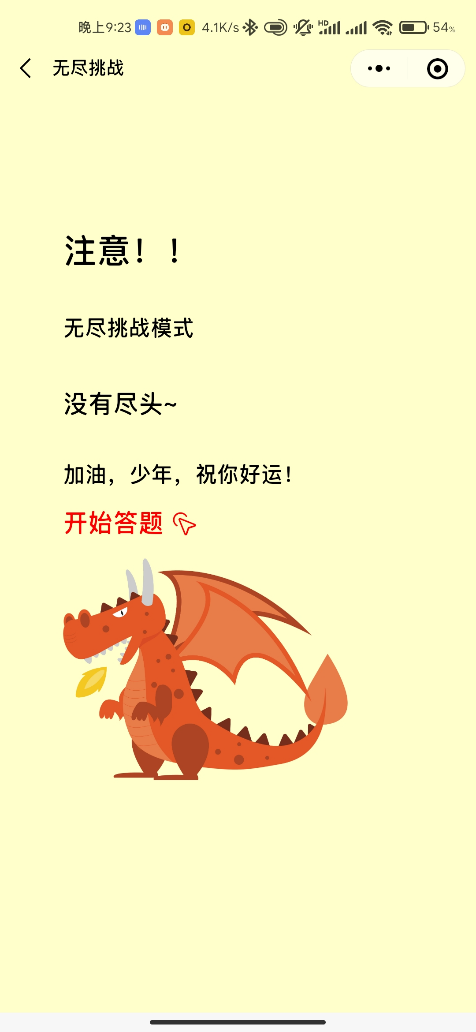 晚上9:23 4.1K/s HD 54%
无尽挑战
注意！！
无尽挑战模式
没有尽头~
加油，少年，祝你好运！
开始答题